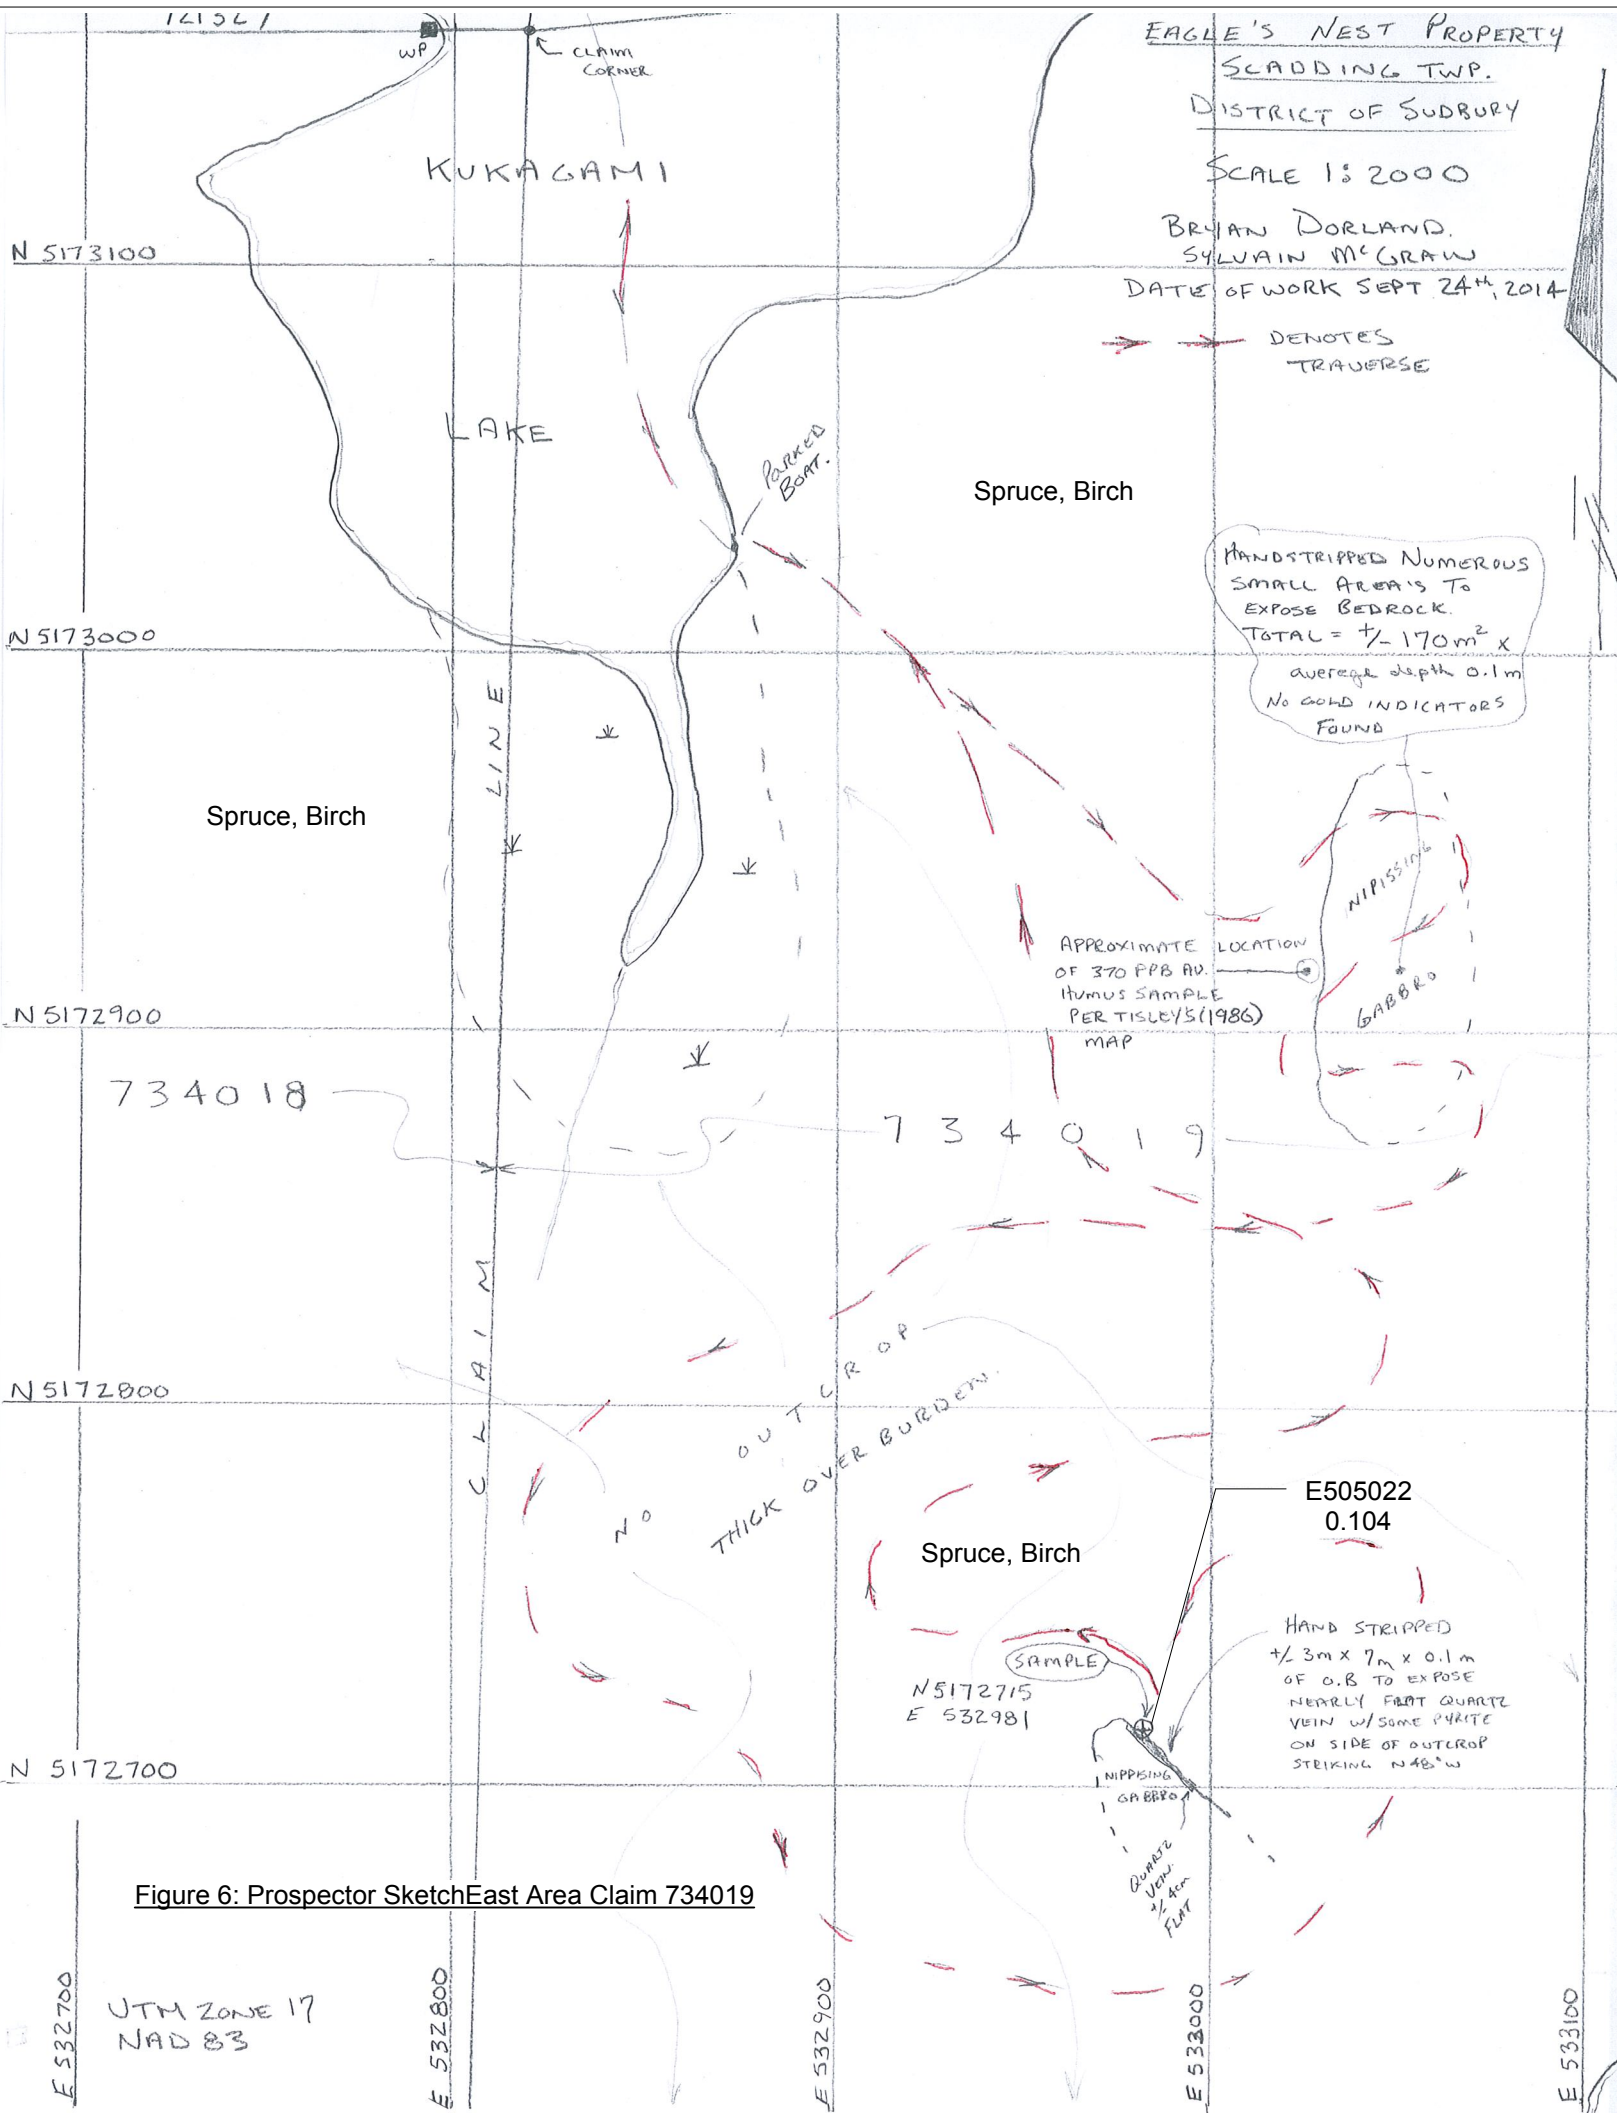 WP
CLAIM
CORNER
EAGLE'S NEST PROPERTY
SCADDING TWP.
DISTRICT OF SUDBURY
SCALE 1:2000
BRYAN DORLAND.
SYLVAIN McGRAW
DATE OF WORK SEPT 24th, 2014
DENOTES
TRAVERSE
KUKAGAMI
LAKE
N 5173100
PARKED
BOAT.
Spruce, Birch
HANDSTRIPPED NUMEROUS
SMALL AREA'S TO
EXPOSE BEDROCK.
TOTAL = +/- 170m² x
average depth 0.1m
NO GOLD INDICATORS
FOUND
N 5173000
Spruce, Birch
CLAIM LINE
NIPISSING
GABBRO
APPROXIMATE LOCATION
OF 370 PPB AU.
HUMUS SAMPLE
PER TISLEY'S (1986)
MAP
N 5172900
734018
734019
N 5172800
NO OUTCROP
THICK OVER BURDEN.
E505022
0.104
Spruce, Birch
SAMPLE
N5172715
E 532981
HAND STRIPPED
+/- 3m x 7m x 0.1m
OF O.B TO EXPOSE
NEARLY FLAT QUARTZ
VEIN W/SOME PYRITE
ON SIDE OF OUTCROP
STRIKING N48°W
N 5172700
NIPPISING
GABBRO
QUARTZ
VEIN.
+/- 4cm
FLAT
Figure 6: Prospector SketchEast Area Claim 734019
UTM ZONE 17
NAD 83
E 532700
E 532800
E 532900
E 533000
E 533100